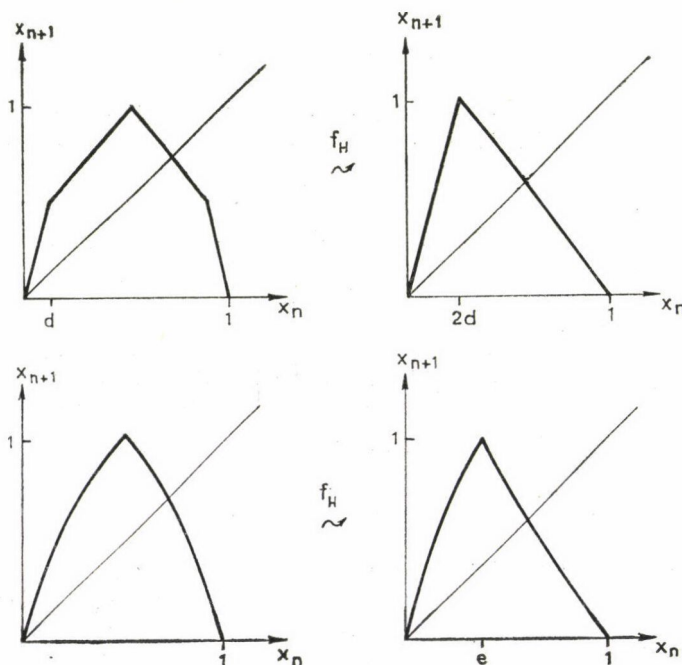 x_{n+1}
1
d
1
x_n
f_H
x_{n+1}
1
2d
1
x_n
x_{n+1}
1
1
x_n
f_H
x_{n+1}
1
e
1
x_n